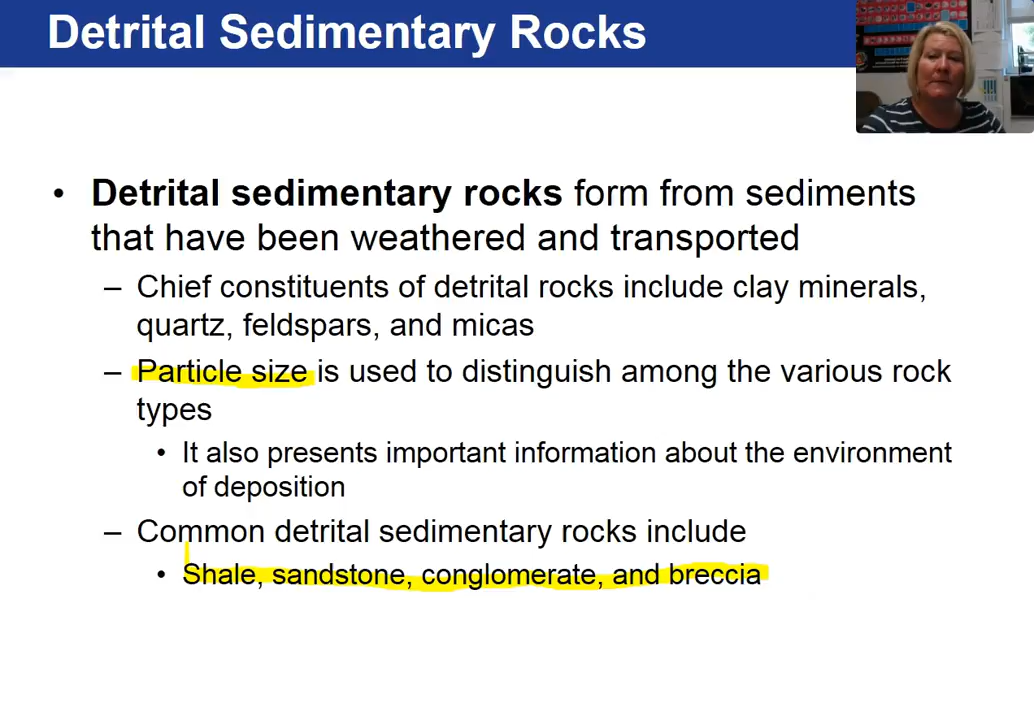 Detrital Sedimentary Rocks
• Detrital sedimentary rocks form from sediments
that have been weathered and transported
– Chief constituents of detrital rocks include clay minerals,
quartz, feldspars, and micas
– Particle size is used to distinguish among the various rock
types
• It also presents important information about the environment
of deposition
– Common detrital sedimentary rocks include
• Shale, sandstone, conglomerate, and breccia